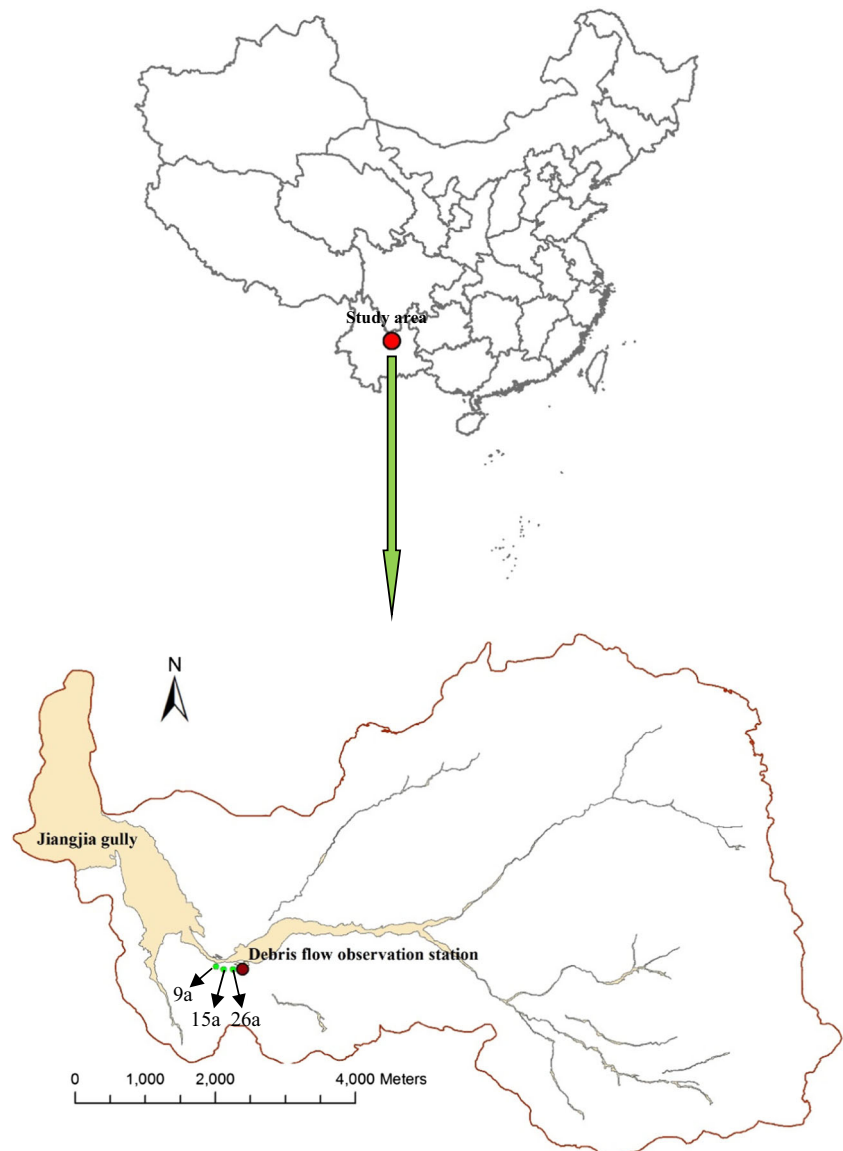 Study area
N
Jiangjia gully
Debris flow observation station
9a
15a 26a
0 1,000 2,000 4,000 Meters